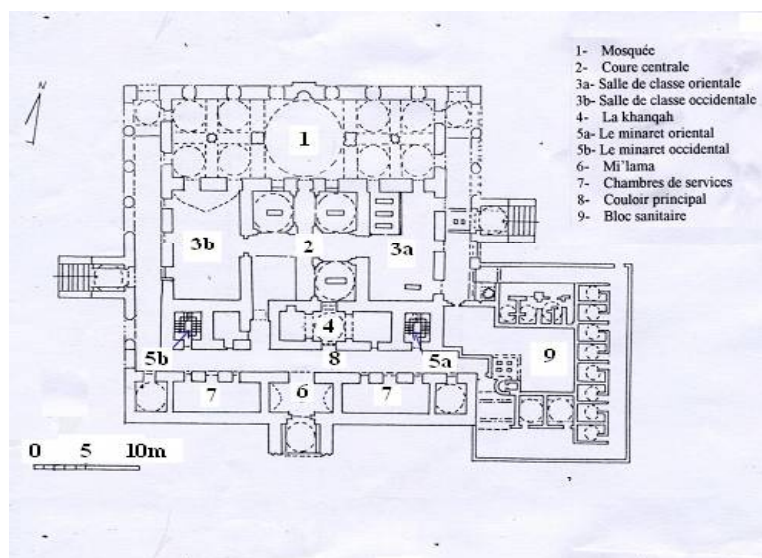 1- Mosquée
2- Coure centrale
3a- Salle de classe orientale
3b- Salle de classe occidentale
4- La khanqah
5a- Le minaret oriental
5b- Le minaret occidental
6- Mi'lama
7- Chambres de services
8- Couloir principal
9- Bloc sanitaire
N
1
3b
2
3a
4
5b
8
5a
9
7
6
7
0 5 10m